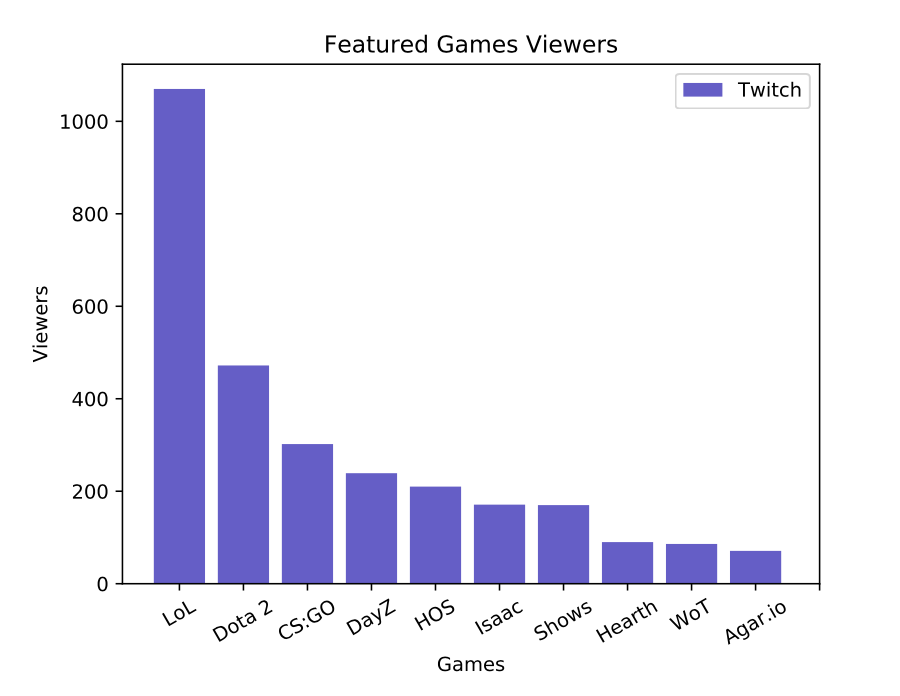 Featured Games Viewers
Twitch
1000
800
600
400
200
0
Viewers
LoL
Dota 2
CS:GO
DayZ
HOS
Isaac
Shows
Hearth
WoT
Agar.io
Games